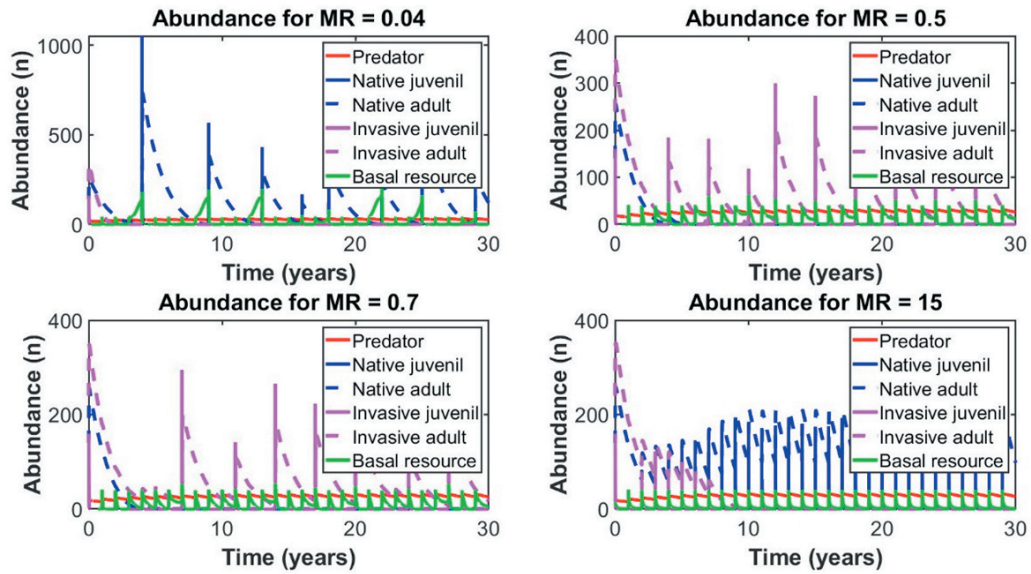 Abundance for MR = 0.04
Abundance (n)
1000
500
0
0
10
20
30
Time (years)
Predator
Native juvenil
Native adult
Invasive juvenil
Invasive adult
Basal resource
Abundance for MR = 0.5
Abundance (n)
400
300
200
100
0
0
10
20
30
Time (years)
Predator
Native juvenil
Native adult
Invasive juvenil
Invasive adult
Basal resource
Abundance for MR = 0.7
Abundance (n)
400
200
0
0
10
20
30
Time (years)
Predator
Native juvenil
Native adult
Invasive juvenil
Invasive adult
Basal resource
Abundance for MR = 15
Abundance (n)
400
200
0
0
10
20
30
Time (years)
Predator
Native juvenil
Native adult
Invasive juvenil
Invasive adult
Basal resource